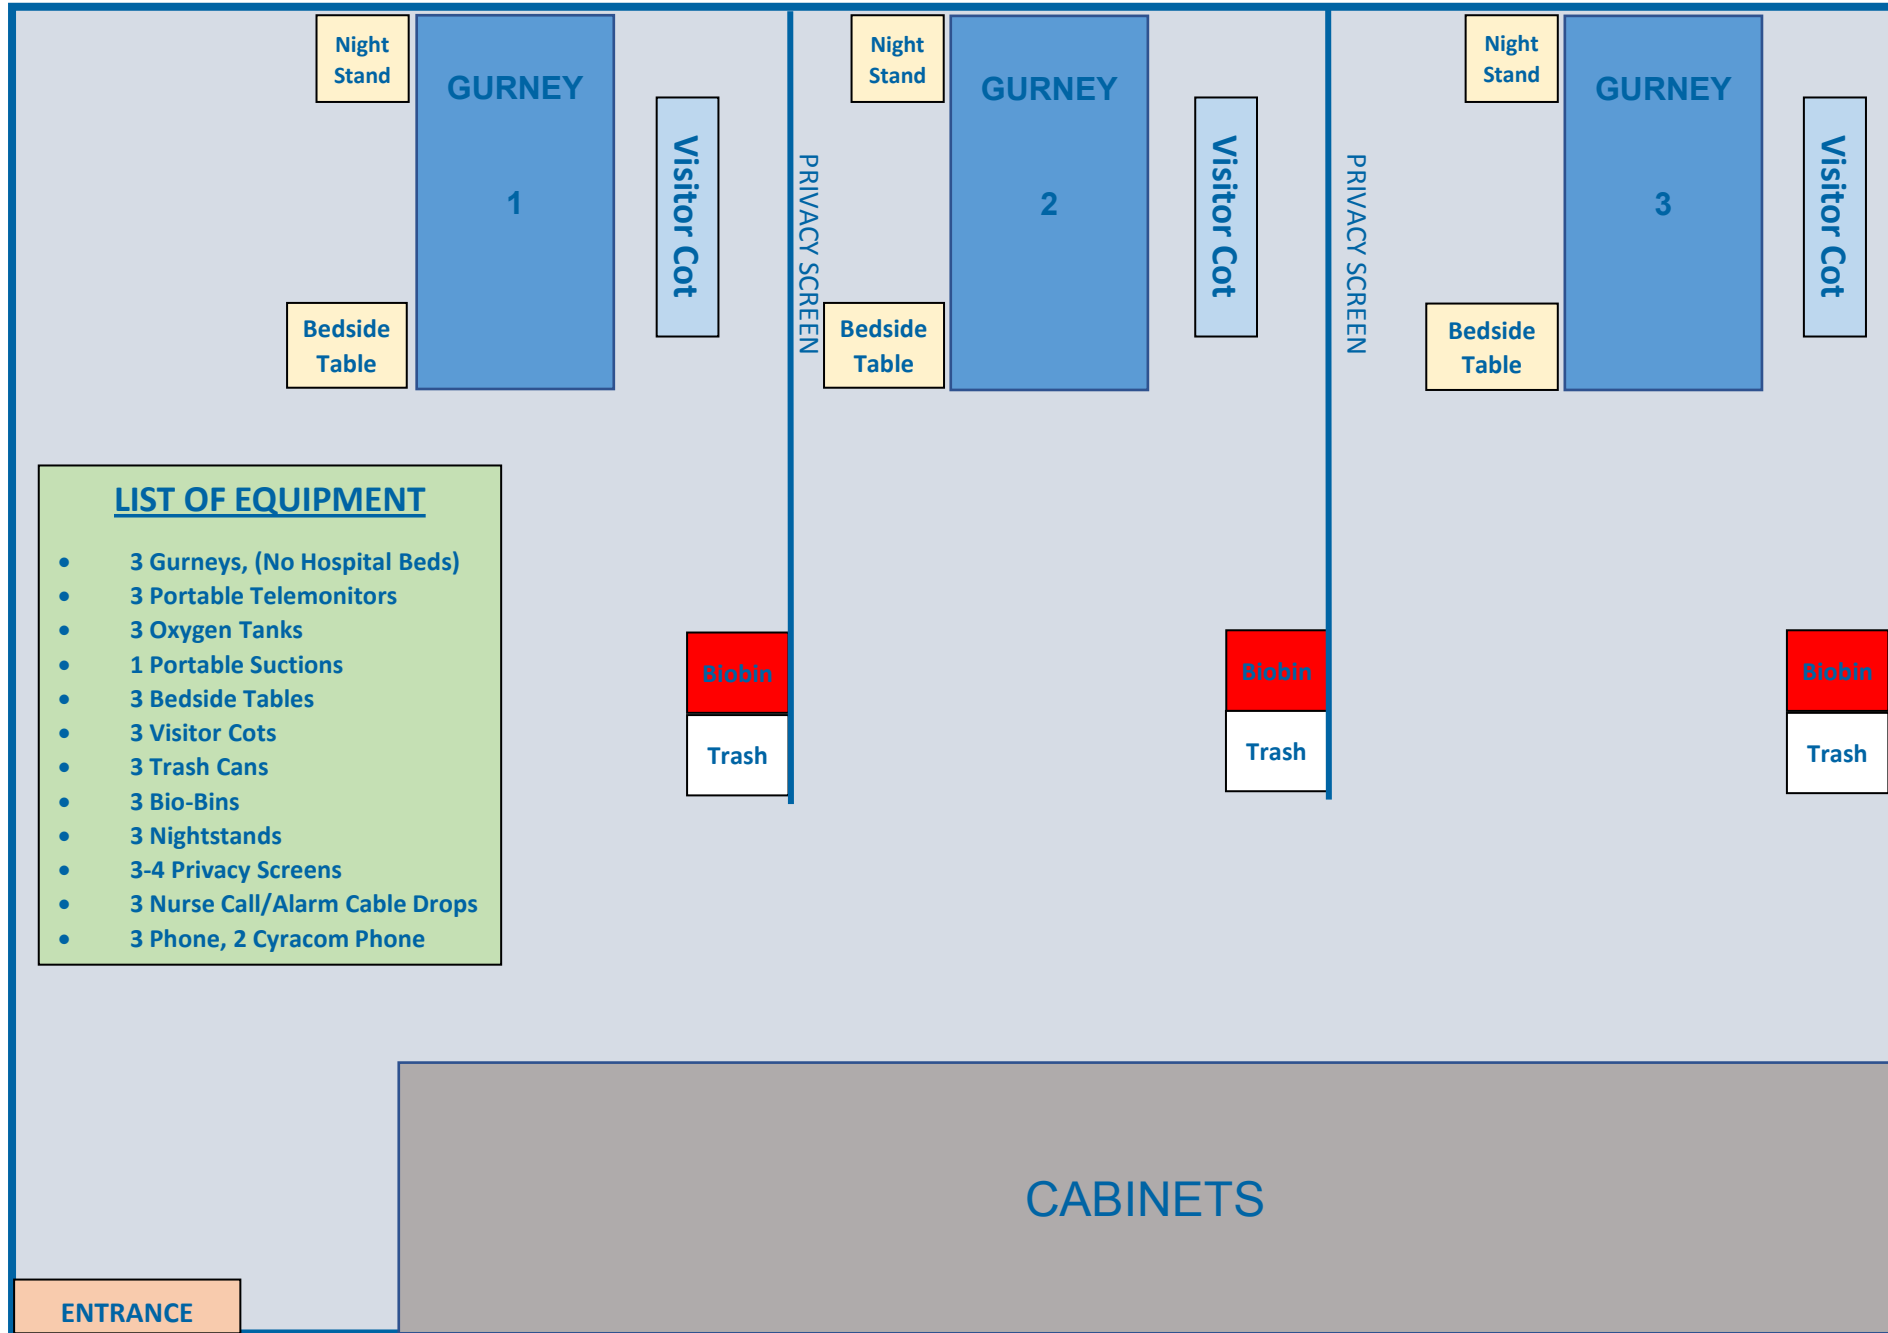 Night
Stand
GURNEY
1
Visitor Cot
Bedside
Table
PRIVACY SCREEN
Night
Stand
GURNEY
2
Visitor Cot
Bedside
Table
PRIVACY SCREEN
Night
Stand
GURNEY
3
Visitor Cot
Bedside
Table
LIST OF EQUIPMENT
• 3 Gurneys, (No Hospital Beds)
• 3 Portable Telemonitors
• 3 Oxygen Tanks
• 1 Portable Suctions
• 3 Bedside Tables
• 3 Visitor Cots
• 3 Trash Cans
• 3 Bio-Bins
• 3 Nightstands
• 3-4 Privacy Screens
• 3 Nurse Call/Alarm Cable Drops
• 3 Phone, 2 Cyracom Phone
Biobin
Trash
Biobin
Trash
Biobin
Trash
CABINETS
ENTRANCE